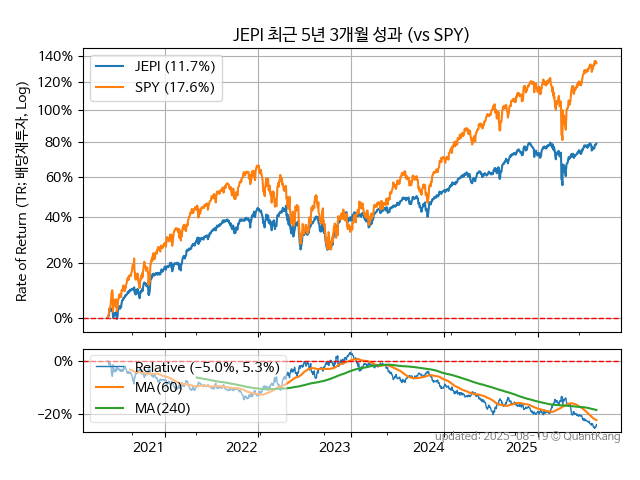 JEPI 최근 5년 3개월 성과 (vs SPY)
Rate of Return (TR: 배당재투자, Log)
140%
120%
100%
80%
60%
40%
20%
0%
JEPI (11.7%)
SPY (17.6%)
0%
−20%
Relative (−5.0%, 5.3%)
MA(60)
MA(240)
2021 2022 2023 2024 2025
updated: 2025-08-19 © QuantKang